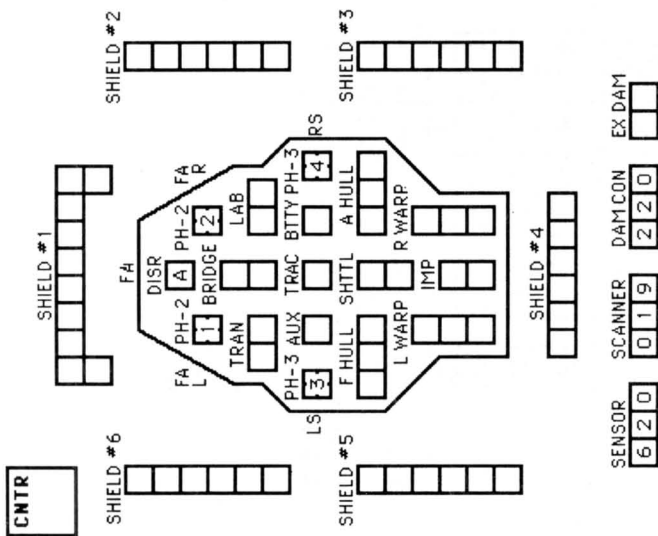 CNTR
SHIELD #1
SHIELD #6
SHIELD #2
FA
DISR
A
FA
L
FA
R
PH-2
1
PH-2
2
BRIDGE
TRAN
LAB
PH-3
3
AUX
TRAC
BTTY
PH-3
4
LS
RS
F HULL
SHTTL
A HULL
L WARP
IMP
R WARP
SHIELD #5
SHIELD #3
SHIELD #4
SENSOR
6 2 0
SCANNER
0 1 9
DAM CON
2 2 0
EX DAM